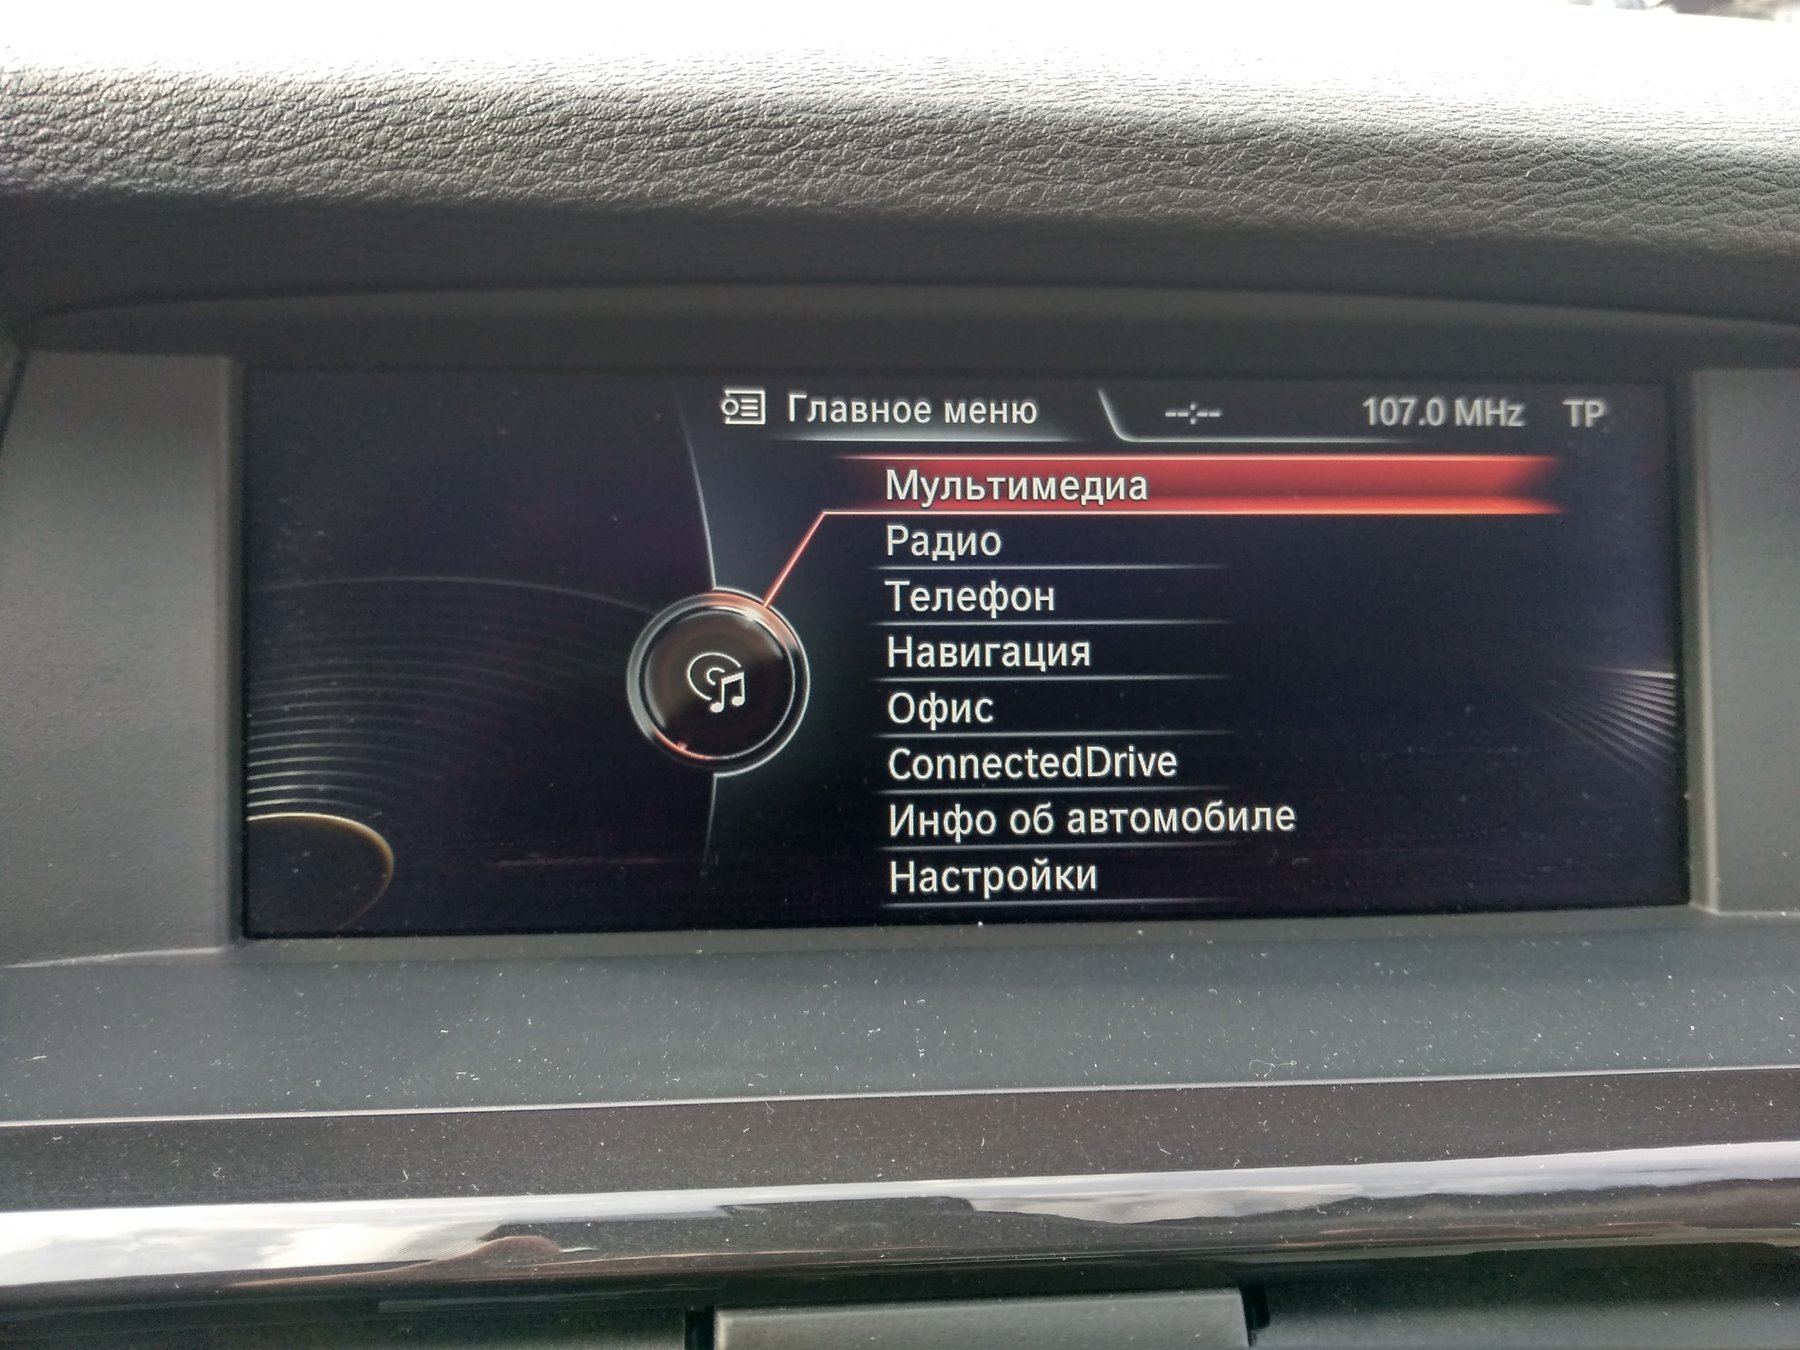 Главное меню --:-- 107.0 MHz TP
Мультимедиа
Радио
Телефон
Навигация
Офис
ConnectedDrive
Инфо об автомобиле
Настройки